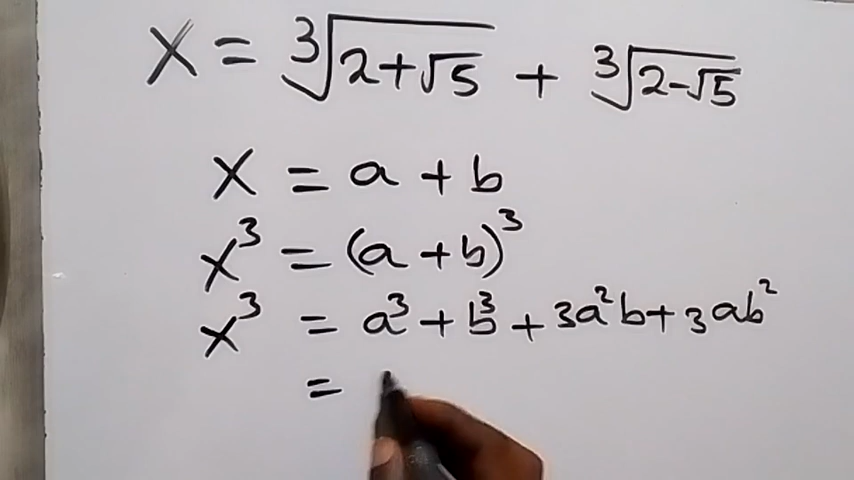 x = ∛(2+√5) + ∛(2-√5)
x = a + b
x³ = (a + b)³
x³ = a³ + b³ + 3a²b + 3ab²
=